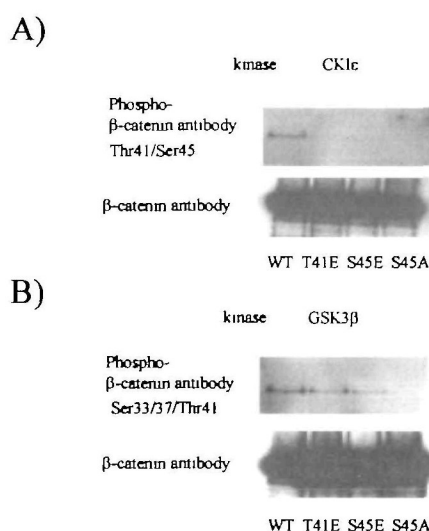 A)
kinase CKIε
Phospho-
β-catenin antibody
Thr41/Ser45
β-catenin antibody
WT T41E S45E S45A
B)
kinase GSK3β
Phospho-
β-catenin antibody
Ser33/37/Thr41
β-catenin antibody
WT T41E S45E S45A